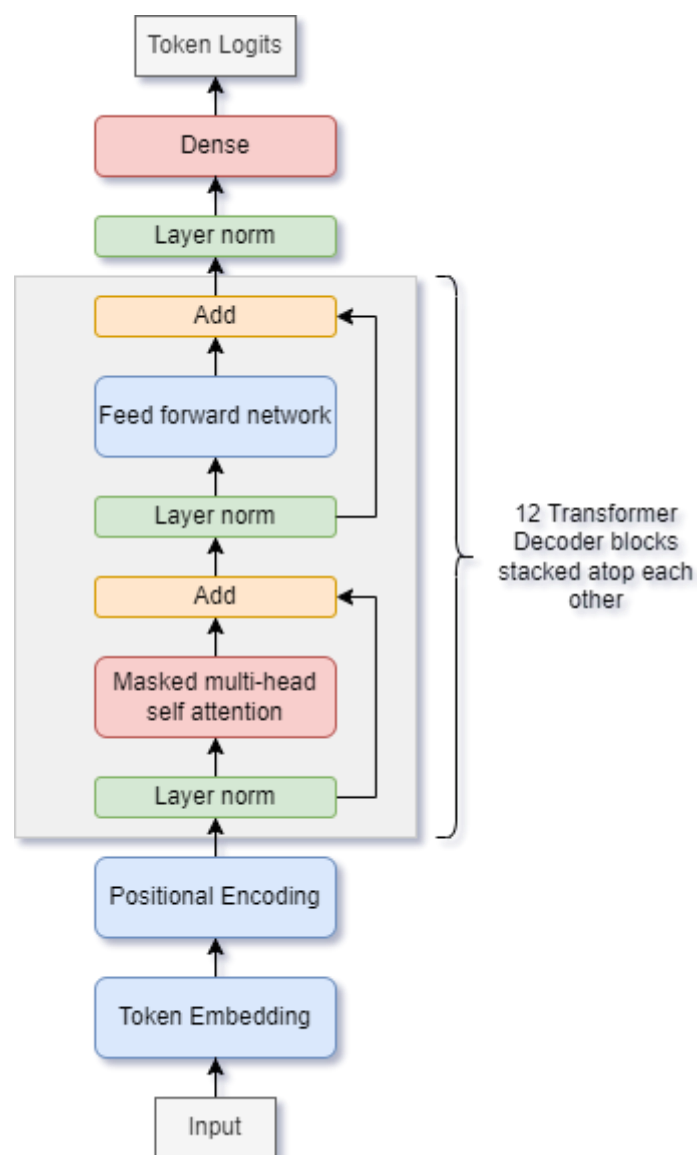 Token Logits
Dense
Layer norm
Add
Feed forward network
Layer norm
Add
Masked multi-head
self attention
Layer norm
12 Transformer
Decoder blocks
stacked atop each
other
Positional Encoding
Token Embedding
Input